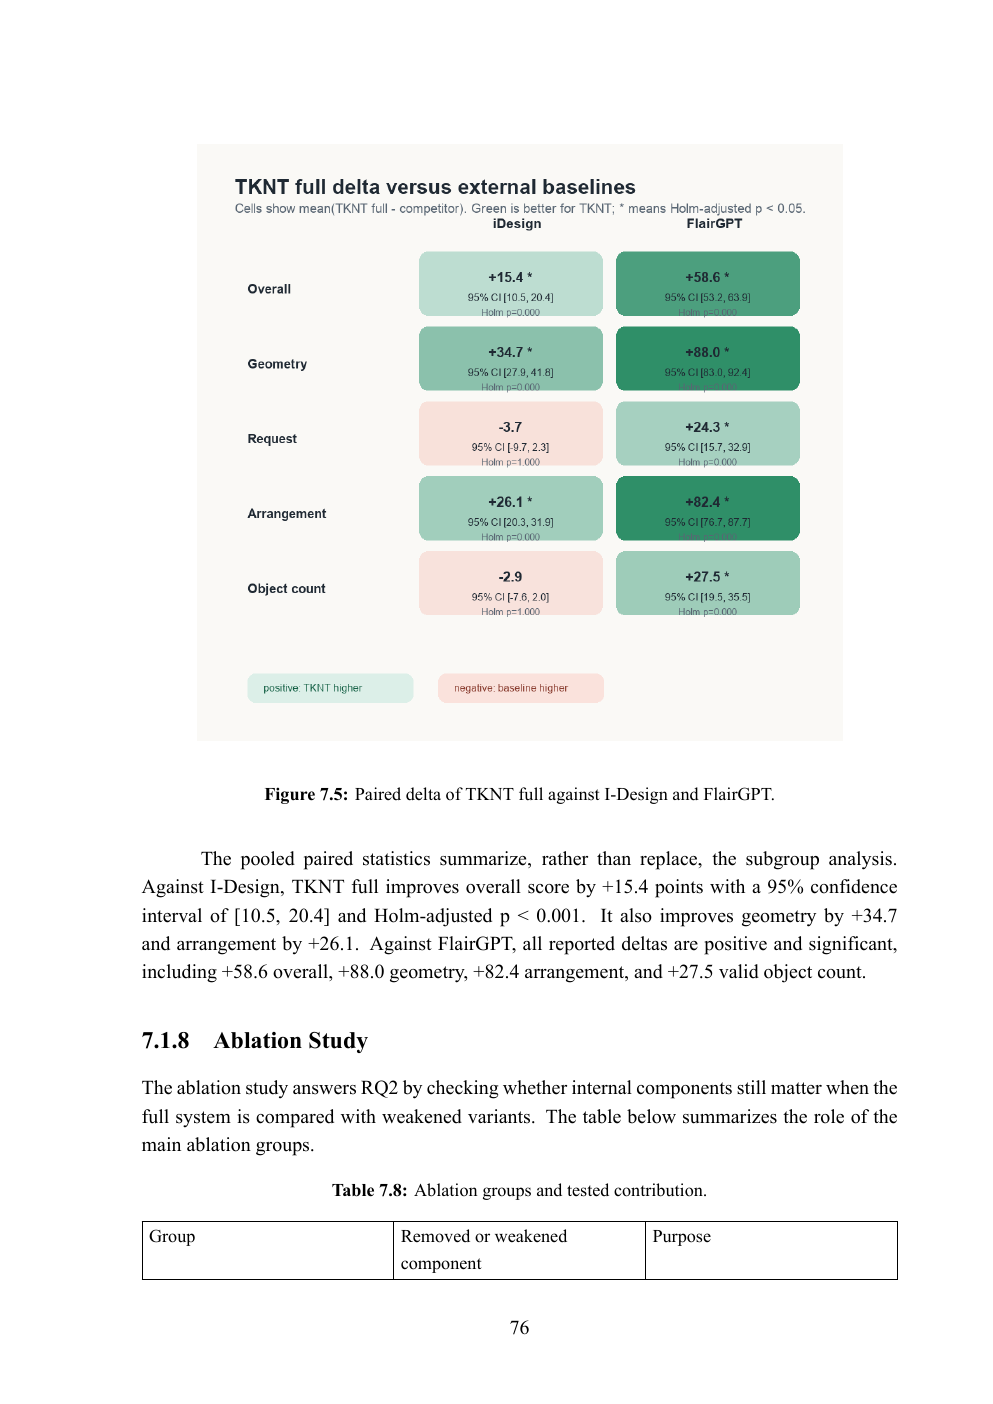 TKNT full delta versus external baselines
Cells show mean(TKNT full - competitor). Green is better for TKNT; * means Holm-adjusted p < 0.05.
iDesign FlairGPT
Overall
+15.4 *
95% CI [10.5, 20.4]
Holm p=0.000
+58.6 *
95% CI [53.2, 63.9]
Holm p=0.000
Geometry
+34.7 *
95% CI [27.9, 41.8]
Holm p=0.000
+88.0 *
95% CI [83.0, 92.4]
Holm p=0.000
Request
-3.7
95% CI [-9.7, 2.3]
Holm p=1.000
+24.3 *
95% CI [15.7, 32.9]
Holm p=0.000
Arrangement
+26.1 *
95% CI [20.3, 31.9]
Holm p=0.000
+82.4 *
95% CI [76.7, 87.7]
Holm p=0.000
Object count
-2.9
95% CI [-7.6, 2.0]
Holm p=1.000
+27.5 *
95% CI [19.5, 35.5]
Holm p=0.000
positive: TKNT higher
negative: baseline higher
Figure 7.5: Paired delta of TKNT full against I-Design and FlairGPT.
The pooled paired statistics summarize, rather than replace, the subgroup analysis.
Against I-Design, TKNT full improves overall score by +15.4 points with a 95% confidence
interval of [10.5, 20.4] and Holm-adjusted p < 0.001. It also improves geometry by +34.7
and arrangement by +26.1. Against FlairGPT, all reported deltas are positive and significant,
including +58.6 overall, +88.0 geometry, +82.4 arrangement, and +27.5 valid object count.
7.1.8 Ablation Study
The ablation study answers RQ2 by checking whether internal components still matter when the
full system is compared with weakened variants. The table below summarizes the role of the
main ablation groups.
Table 7.8: Ablation groups and tested contribution.
Group
Removed or weakened
component
Purpose
76